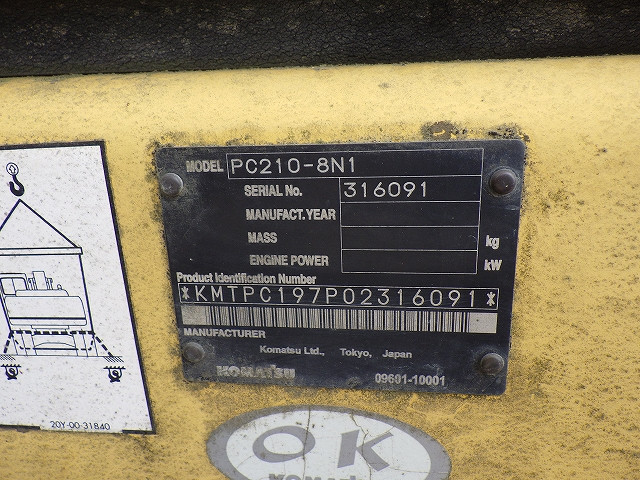 MODEL PC210-8N1
SERIAL No. 316091
MANUFACT.YEAR
MASS kg
ENGINE POWER kW
Product Identification Number
*KMTPC197P02316091*
MANUFACTURER
Komatsu Ltd., Tokyo, Japan
KOMATSU 09601-10001
20Y-00-31840
OK
KOMATSU